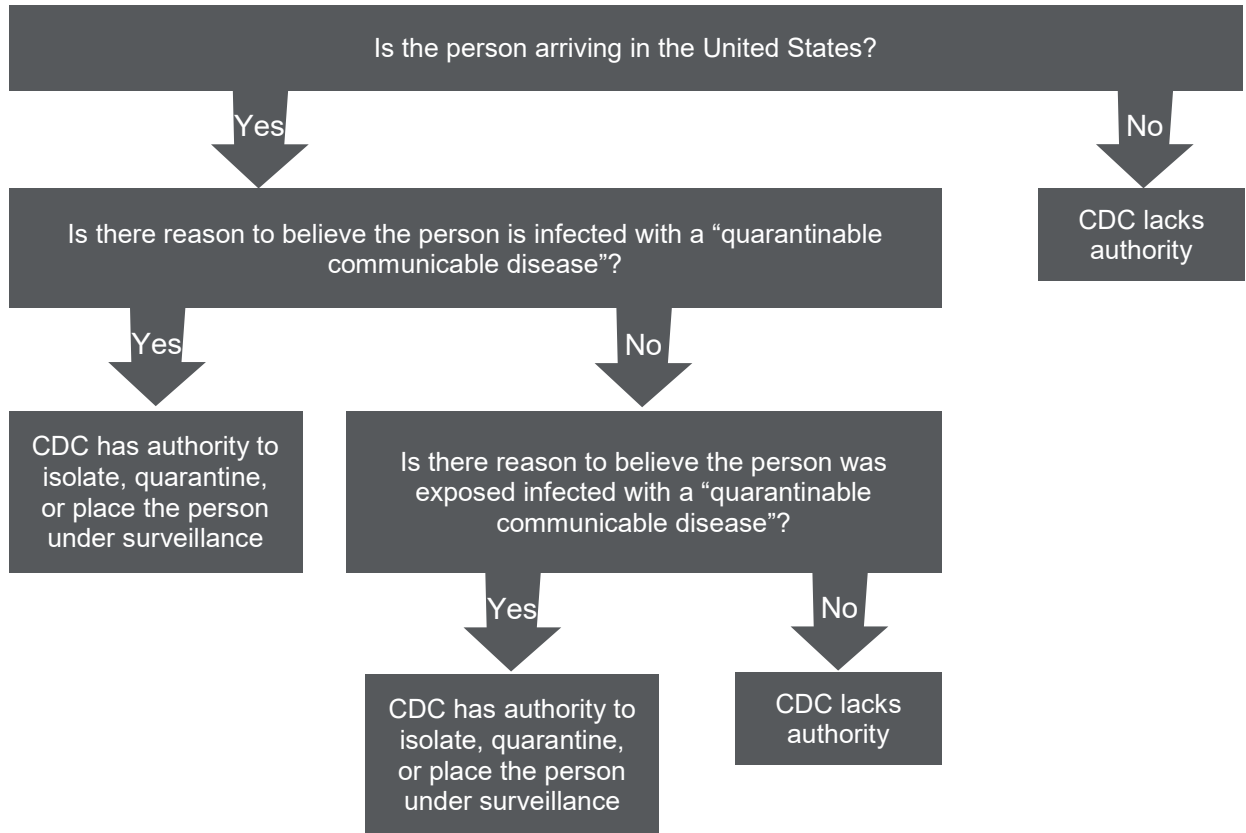 Is the person arriving in the United States?
Yes
No
Is there reason to believe the person is infected with a “quarantinable
communicable disease”?
CDC lacks
authority
Yes
No
CDC has authority to
isolate, quarantine,
or place the person
under surveillance
Is there reason to believe the person was
exposed infected with a “quarantinable
communicable disease”?
Yes
No
CDC has authority to
isolate, quarantine,
or place the person
under surveillance
CDC lacks
authority